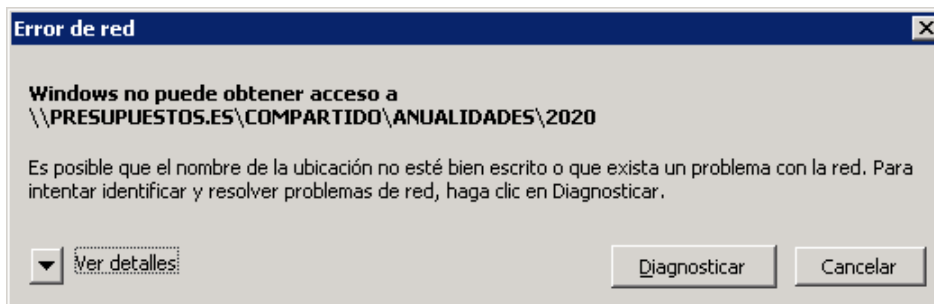 Error de red
Windows no puede obtener acceso a
\\PRESUPUESTOS.ES\COMPARTIDO\ANUALIDADES\2020
Es posible que el nombre de la ubicación no esté bien escrito o que exista un problema con la red. Para
intentar identificar y resolver problemas de red, haga clic en Diagnosticar.
Ver detalles
Diagnosticar
Cancelar